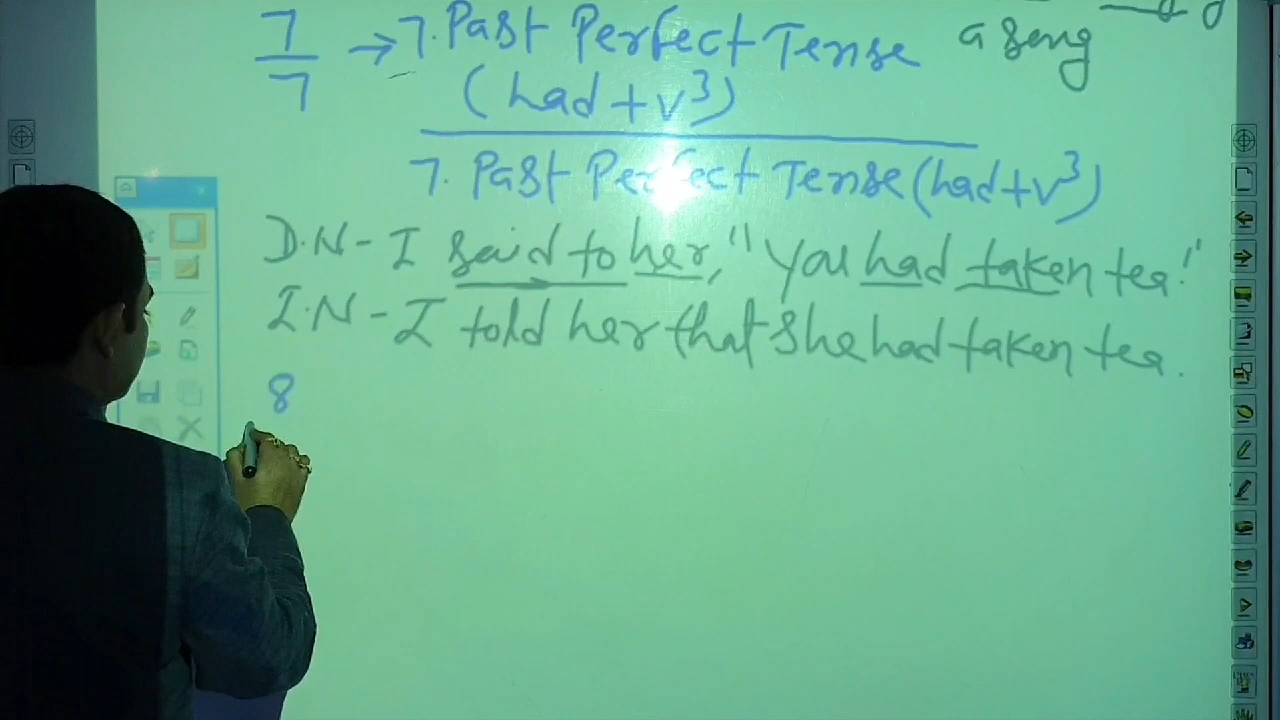 7/7 → 7. Past Perfect Tense
a song
(had + v³)
7. Past Perfect Tense (had + v³)
D.N - I said to her, "You had taken tea."
I.N - I told her that she had taken tea.
8